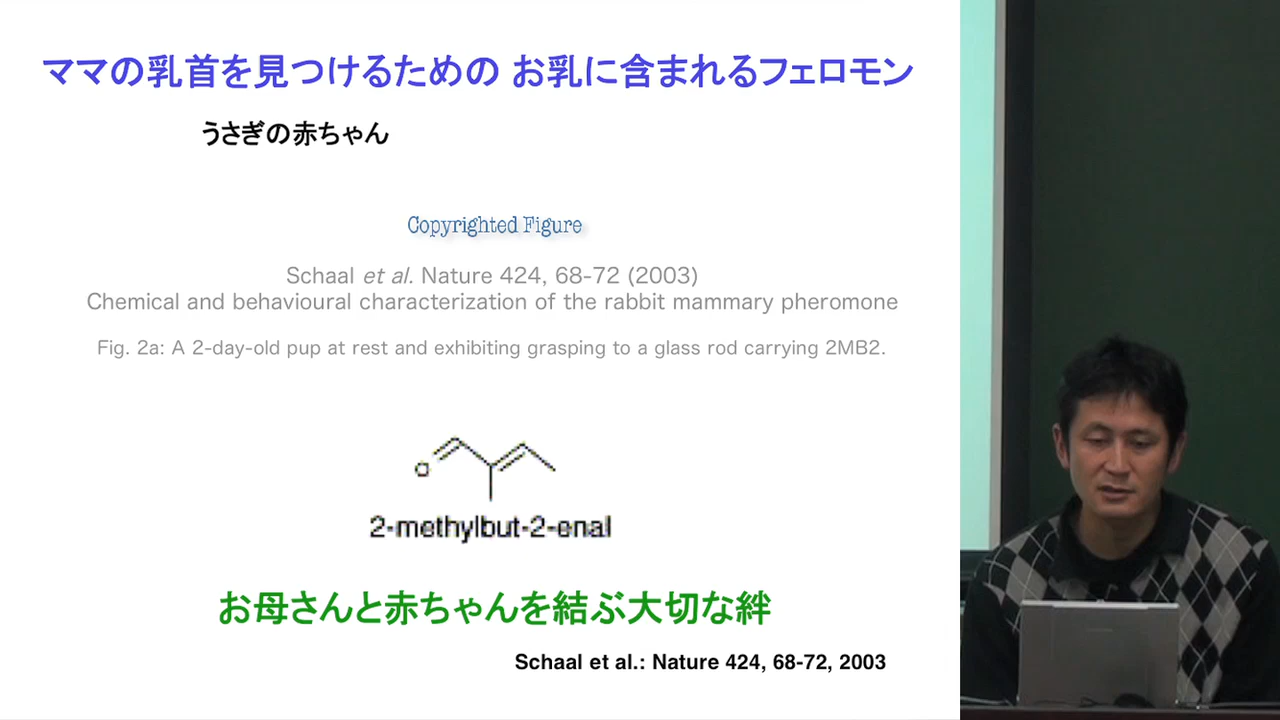 ママの乳首を見つけるための お乳に含まれるフェロモン
うさぎの赤ちゃん
Copyrighted Figure
Schaal et al. Nature 424, 68-72 (2003)
Chemical and behavioural characterization of the rabbit mammary pheromone
Fig. 2a: A 2-day-old pup at rest and exhibiting grasping to a glass rod carrying 2MB2.
O
2-methylbut-2-enal
お母さんと赤ちゃんを結ぶ大切な絆
Schaal et al.: Nature 424, 68-72, 2003